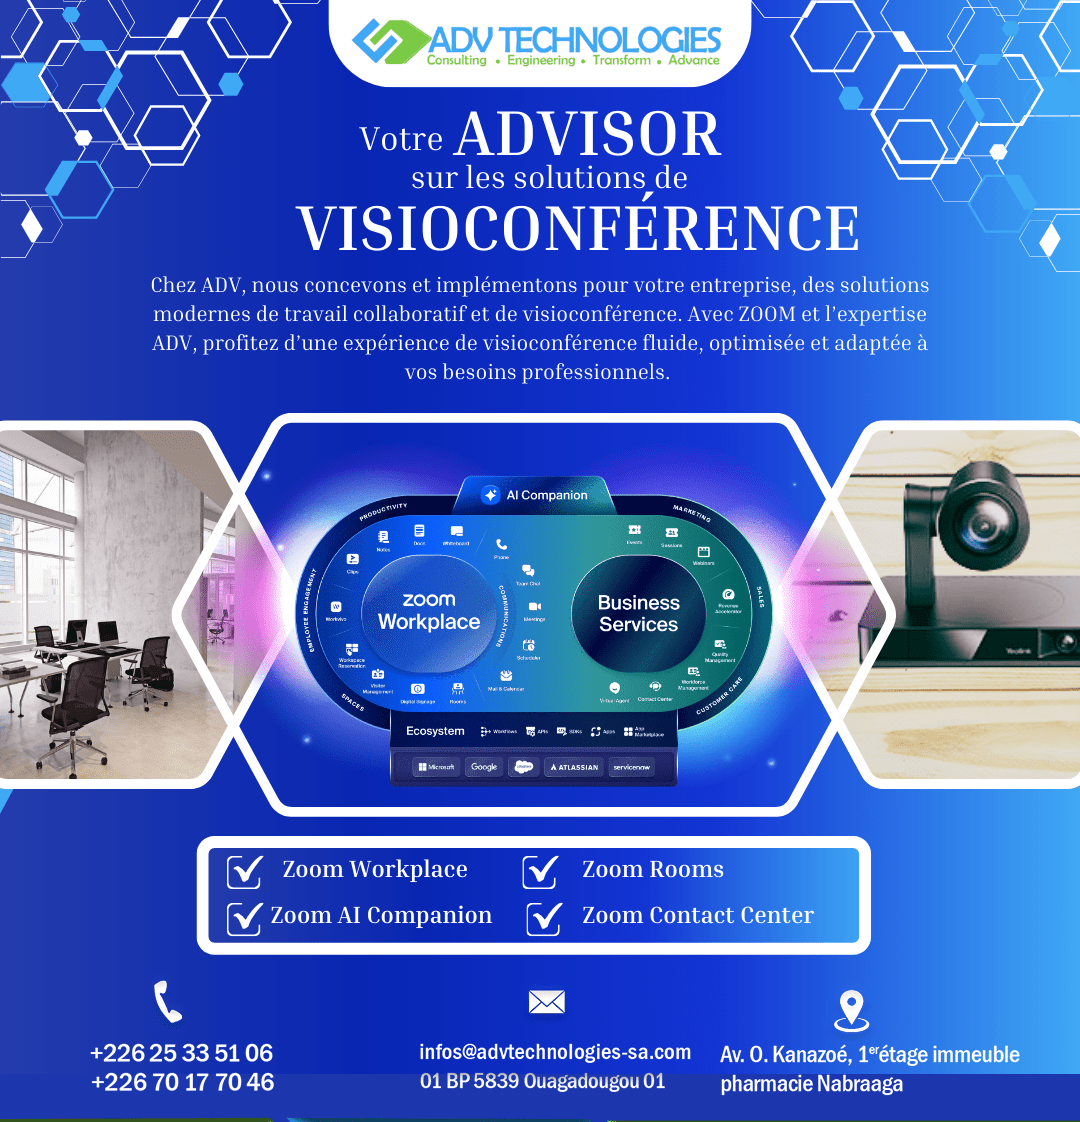 ADV TECHNOLOGIES
Consulting • Engineering • Transform • Advance
Votre ADVISOR
sur les solutions de
VISIOCONFÉRENCE
Chez ADV, nous concevons et implémentons pour votre entreprise, des solutions
modernes de travail collaboratif et de visioconférence. Avec ZOOM et l'expertise
ADV, profitez d'une expérience de visioconférence fluide, optimisée et adaptée à
vos besoins professionnels.
AI Companion
PRODUCTIVITY
MARKETING
Notes
Docs
Whiteboard
Phone
Events
Sessions
Webinars
Clips
Team Chat
EMPLOYEE ENGAGEMENT
COMMUNICATIONS
SALES
zoom
Workplace
Business
Services
Workvivo
Meetings
Revenue
Accelerator
Workspace
Reservation
Scheduler
Quality
Management
Visitor
Management
Digital Signage
Rooms
Mail & Calendar
Virtual Agent
Contact Center
Workforce
Management
SPACES
CUSTOMER CARE
Ecosystem
Workflows
APIs
SDKs
Apps
App
Marketplace
Microsoft
Google
salesforce
ATLASSIAN
servicenow
Yealink
Zoom Workplace
Zoom Rooms
Zoom AI Companion
Zoom Contact Center
+226 25 33 51 06
+226 70 17 70 46
infos@advtechnologies-sa.com
01 BP 5839 Ouagadougou 01
Av. O. Kanazoé, 1er étage immeuble
pharmacie Nabraaga